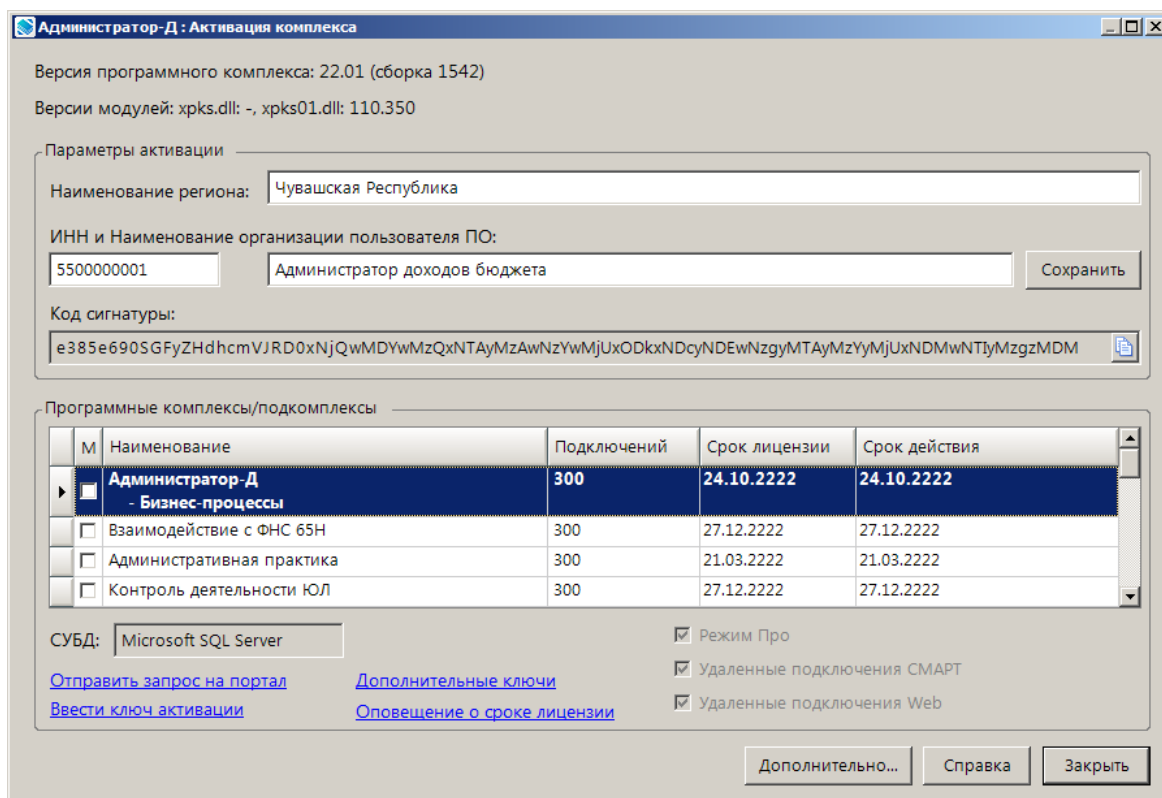 Администратор-Д : Активация комплекса
Версия программного комплекса: 22.01 (сборка 1542)
Версии модулей: xpks.dll: -, xpks01.dll: 110.350
Параметры активации
Наименование региона: Чувашская Республика
ИНН и Наименование организации пользователя ПО:
5500000001 Администратор доходов бюджета Сохранить
Код сигнатуры:
e385e690SGFyZHdhcmVJRD0xNjQwMDYwMzQxNTAyMzAwNzYwMjUxODkxNDcyNDEwNzgyMTAyMzYyMjUxNDMwNTIyMzgzMDM
Программные комплексы/подкомплексы
М Наименование Подключений Срок лицензии Срок действия
Администратор-Д 300 24.10.2222 24.10.2222
- Бизнес-процессы
Взаимодействие с ФНС 65Н 300 27.12.2222 27.12.2222
Административная практика 300 21.03.2222 21.03.2222
Контроль деятельности ЮЛ 300 27.12.2222 27.12.2222
СУБД: Microsoft SQL Server Режим Про
Удаленные подключения СМАРТ
Отправить запрос на портал Дополнительные ключи
Ввести ключ активации Оповещение о сроке лицензии Удаленные подключения Web
Дополнительно... Справка Закрыть